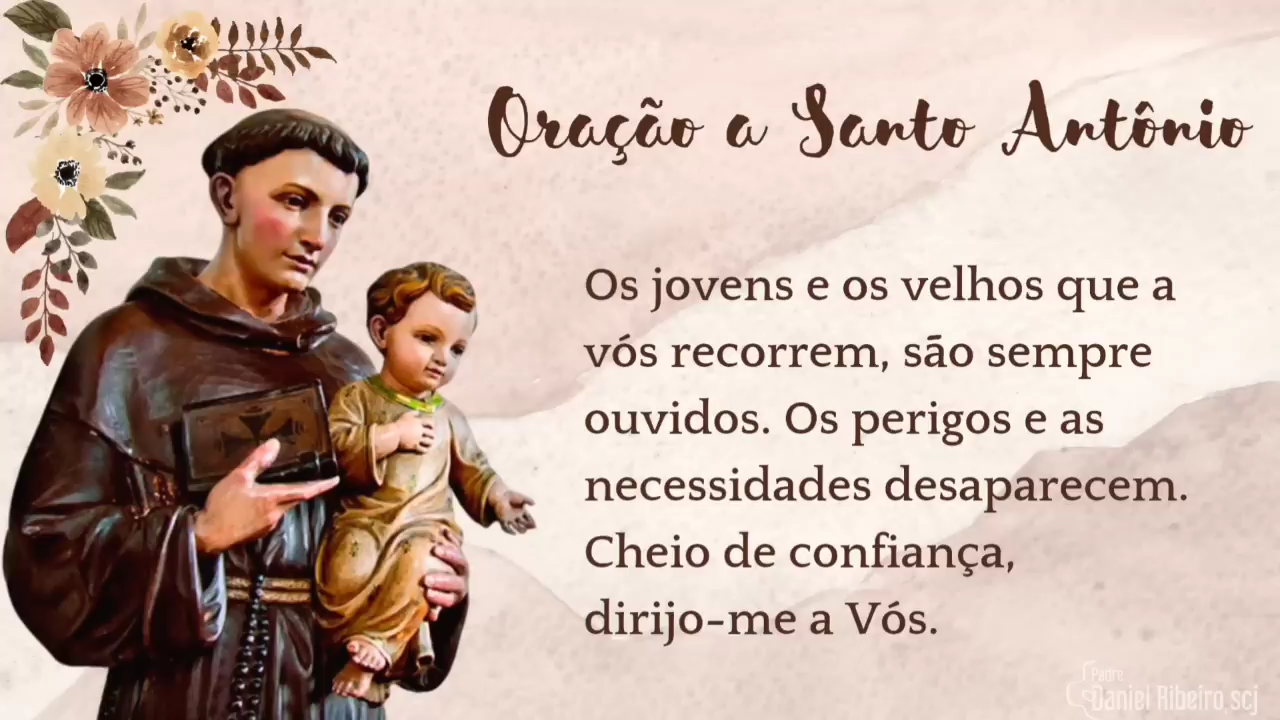 Oração a Santo Antônio
Os jovens e os velhos que a
vós recorrem, são sempre
ouvidos. Os perigos e as
necessidades desaparecem.
Cheio de confiança,
dirijo-me a Vós.
Padre
Daniel Ribeiro, scj